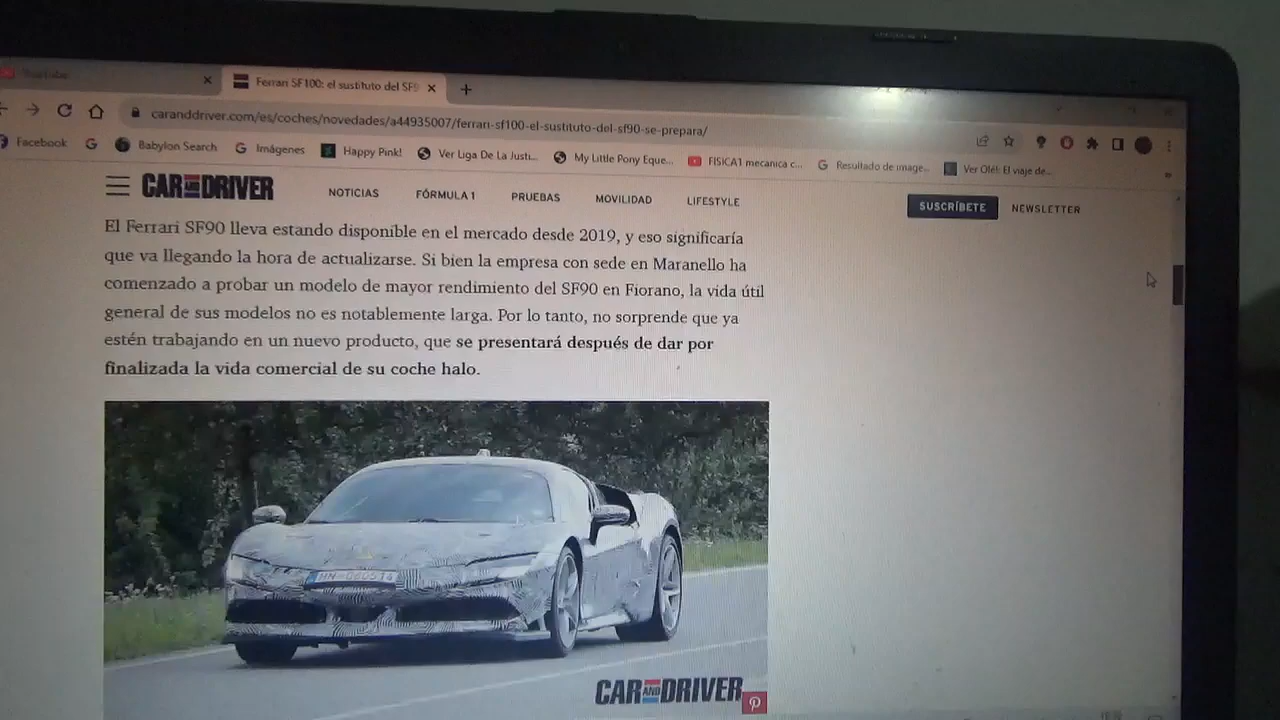 YouTube
Ferrari SF100: el sustituto del SF9
caranddriver.com/es/coches/novedades/a44935007/ferrari-sf100-el-sustituto-del-sf90-se-prepara/
Facebook
Babylon Search
Imágenes
Happy Pink!
Ver Liga De La Justi...
My Little Pony Eque...
FISICA1 mecanica c...
Resultado de image...
Ver Olé!: El viaje de...
CAR AND DRIVER
NOTICIAS
FÓRMULA 1
PRUEBAS
MOVILIDAD
LIFESTYLE
SUSCRÍBETE
NEWSLETTER
El Ferrari SF90 lleva estando disponible en el mercado desde 2019, y eso significaría
que va llegando la hora de actualizarse. Si bien la empresa con sede en Maranello ha
comenzado a probar un modelo de mayor rendimiento del SF90 en Fiorano, la vida útil
general de sus modelos no es notablemente larga. Por lo tanto, no sorprende que ya
estén trabajando en un nuevo producto, que se presentará después de dar por
finalizada la vida comercial de su coche halo.
CAR AND DRIVER